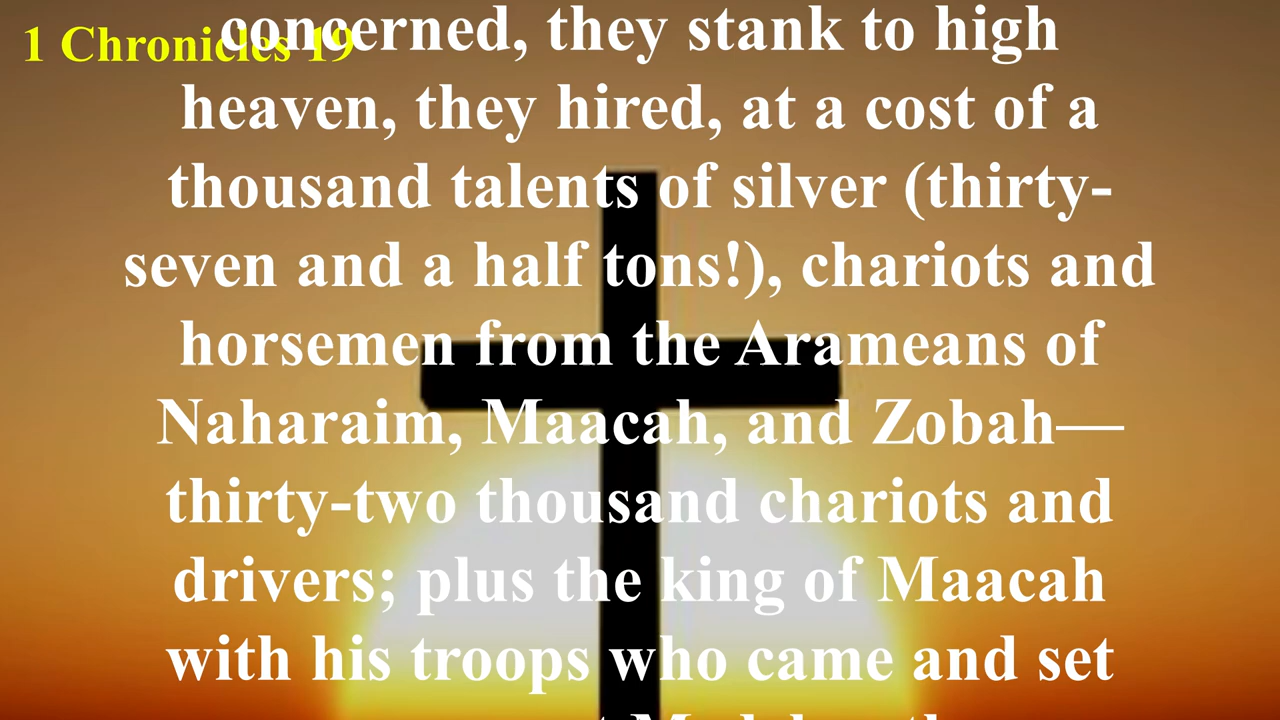 1 Chronicles 19
concerned, they stank to high
heaven, they hired, at a cost of a
thousand talents of silver (thirty-
seven and a half tons!), chariots and
horsemen from the Arameans of
Naharaim, Maacah, and Zobah—
thirty-two thousand chariots and
drivers; plus the king of Maacah
with his troops who came and set